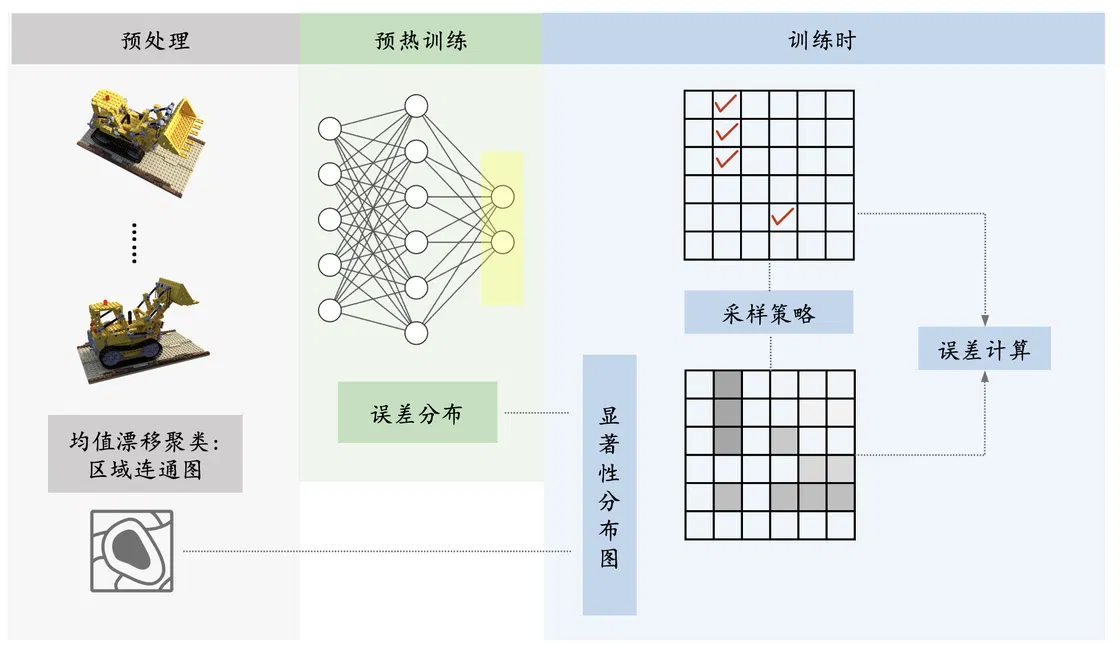 预处理
预热训练
训练时
采样策略
误差计算
误差分布
显著性分布图
均值漂移聚类：
区域连通图